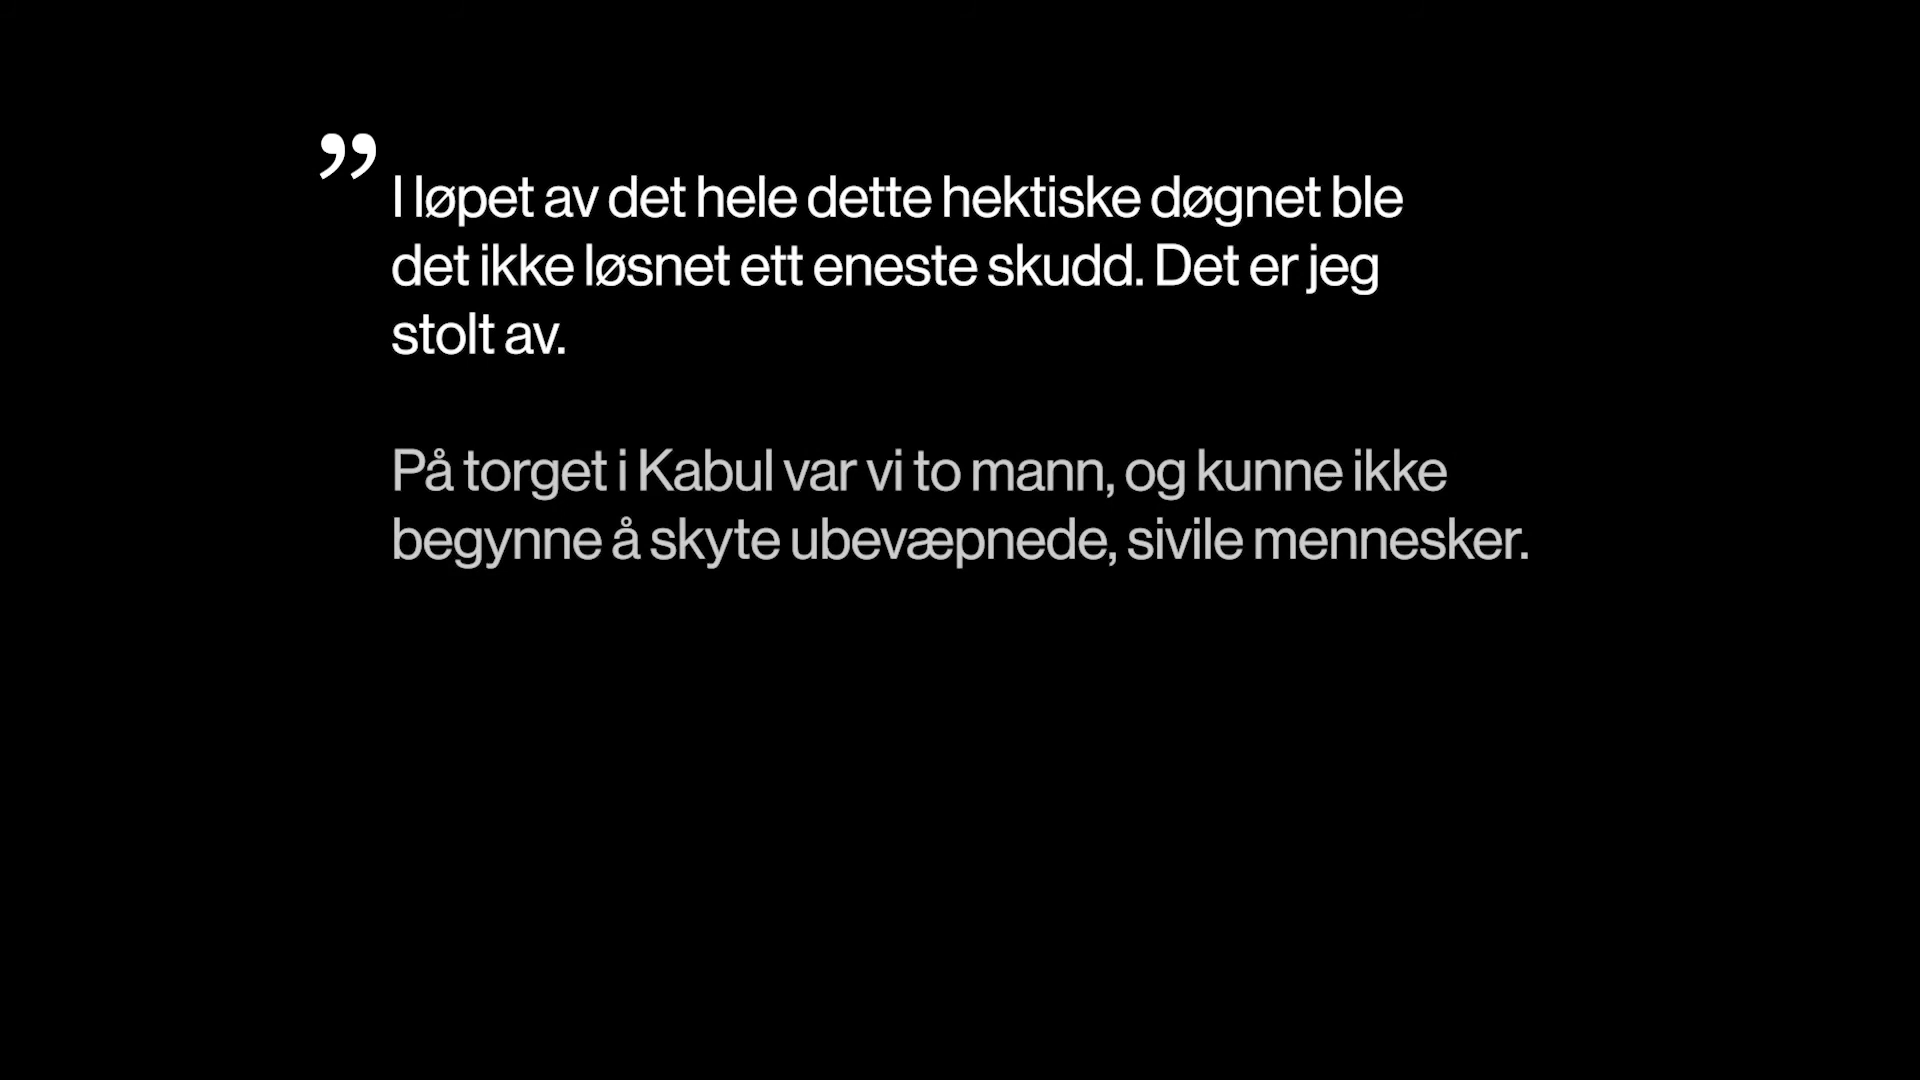 ”
I løpet av det hele dette hektiske døgnet ble
det ikke løsnet ett eneste skudd. Det er jeg
stolt av.
På torget i Kabul var vi to mann, og kunne ikke
begynne å skyte ubevæpnede, sivile mennesker.